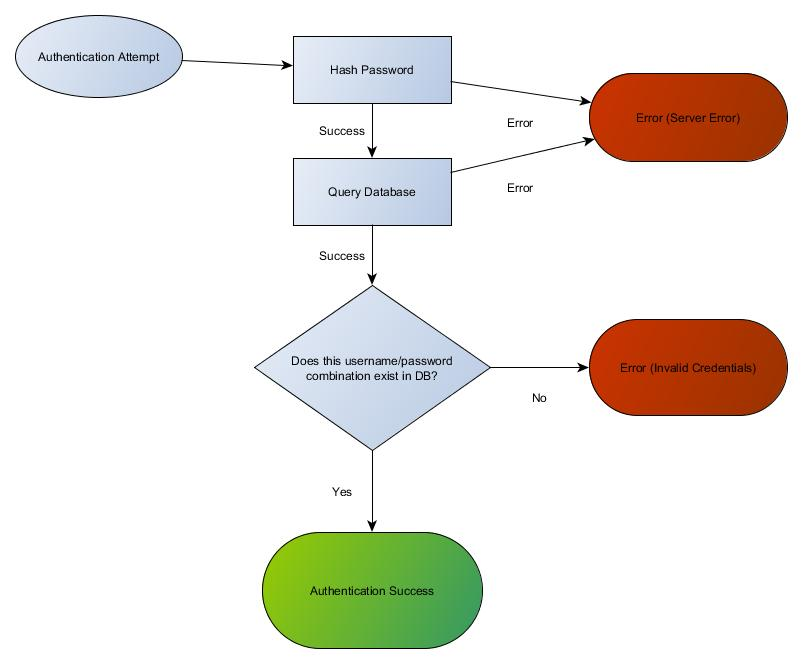 Authentication Attempt
Hash Password
Error (Server Error)
Success
Error
Query Database
Error
Success
Does this username/password
combination exist in DB?
Error (Invalid Credentials)
No
Yes
Authentication Success